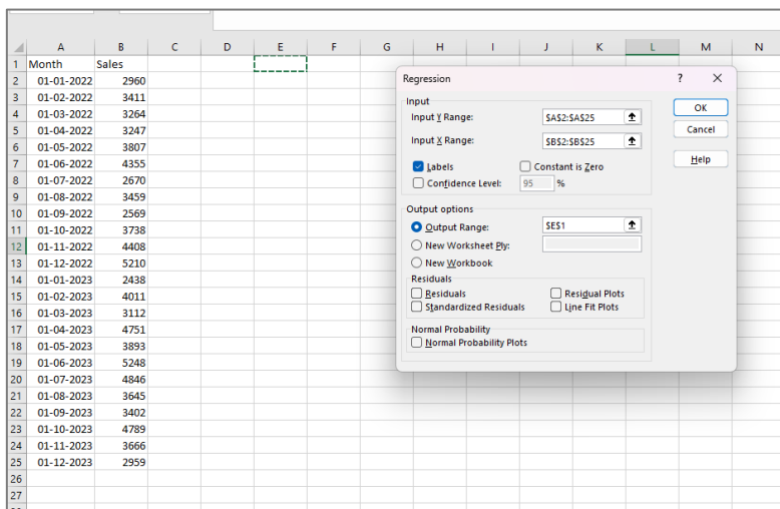 A B C D E F G H I J K L M N
1 Month Sales
2 01-01-2022 2960
3 01-02-2022 3411
4 01-03-2022 3264
5 01-04-2022 3247
6 01-05-2022 3807
7 01-06-2022 4355
8 01-07-2022 2670
9 01-08-2022 3459
10 01-09-2022 2569
11 01-10-2022 3738
12 01-11-2022 4408
13 01-12-2022 5210
14 01-01-2023 2438
15 01-02-2023 4011
16 01-03-2023 3112
17 01-04-2023 4751
18 01-05-2023 3893
19 01-06-2023 5248
20 01-07-2023 4846
21 01-08-2023 3645
22 01-09-2023 3402
23 01-10-2023 4789
24 01-11-2023 3666
25 01-12-2023 2959
26
27
Regression ? X
Input
Input Y Range: $A$2:$A$25
Input X Range: $B$2:$B$25
Labels Constant is Zero
Confidence Level: 95 %
OK
Cancel
Help
Output options
Output Range: $E$1
New Worksheet Ply:
New Workbook
Residuals
Residuals Residual Plots
Standardized Residuals Line Fit Plots
Normal Probability
Normal Probability Plots